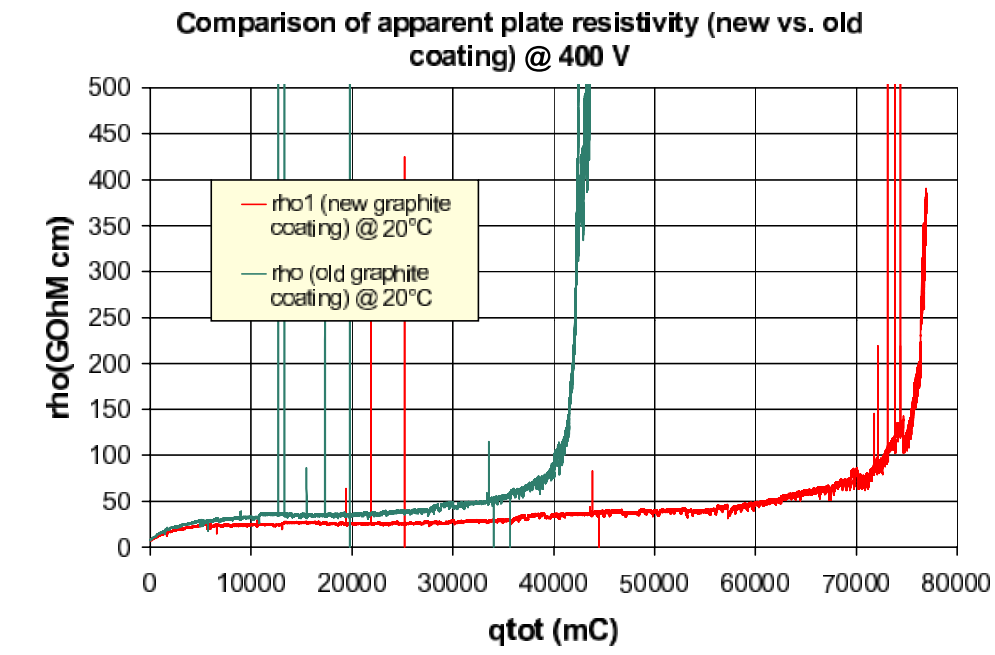 Comparison of apparent plate resistivity (new vs. old
coating) @ 400 V
500
450
400
350
300
250
200
150
100
50
0
rho(GOhM cm)
rho1 (new graphite
coating) @ 20°C
rho (old graphite
coating) @ 20°C
0 10000 20000 30000 40000 50000 60000 70000 80000
qtot (mC)